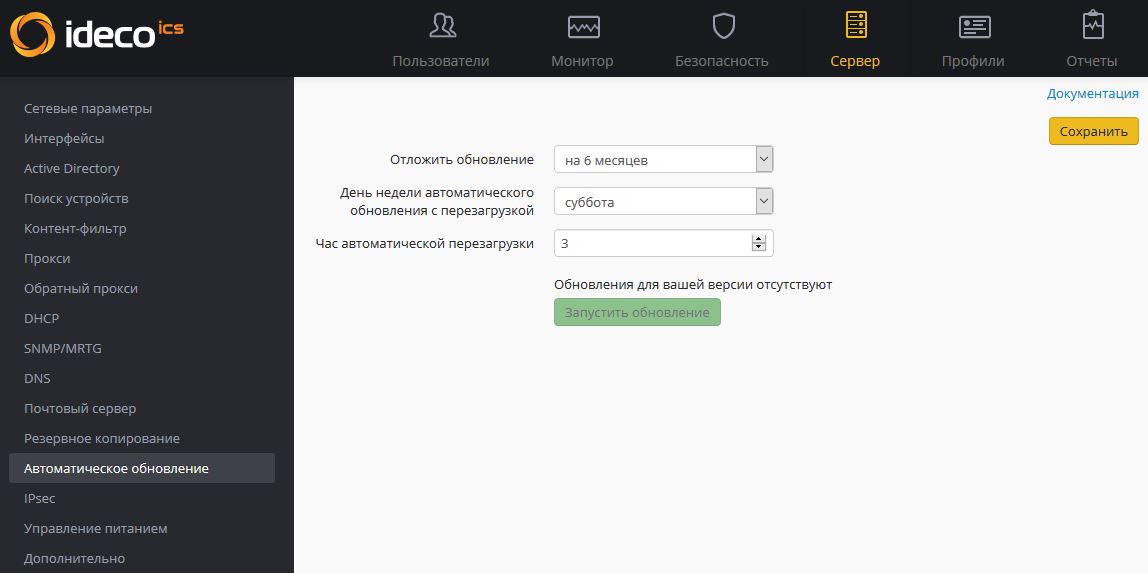 ideco ics
Пользователи
Монитор
Безопасность
Сервер
Профили
Отчеты
Сетевые параметры
Интерфейсы
Active Directory
Поиск устройств
Контент-фильтр
Прокси
Обратный прокси
DHCP
SNMP/MRTG
DNS
Почтовый сервер
Резервное копирование
Автоматическое обновление
IPsec
Управление питанием
Дополнительно
Документация
Сохранить
Отложить обновление
на 6 месяцев
День недели автоматического
обновления с перезагрузкой
суббота
Час автоматической перезагрузки
3
Обновления для вашей версии отсутствуют
Запустить обновление